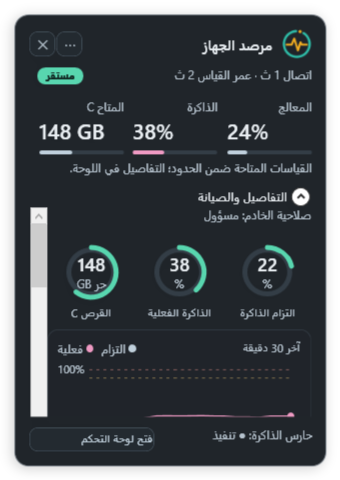 مرصد الجهاز
اتصال 1 ث · عمر القياس 2 ث
مستقر
المعالج الذاكرة المتاح C
24% 38% 148 GB
القياسات المتاحة ضمن الحدود؛ التفاصيل في اللوحة.
التفاصيل والصيانة
صلاحية الخادم: مسؤول
22 38 148
% % حر GB
التزام الذاكرة الذاكرة الفعلية القرص C
آخر 30 دقيقة التزام فعلية
100%
حارس الذاكرة: ● تنفيذ
فتح لوحة التحكم